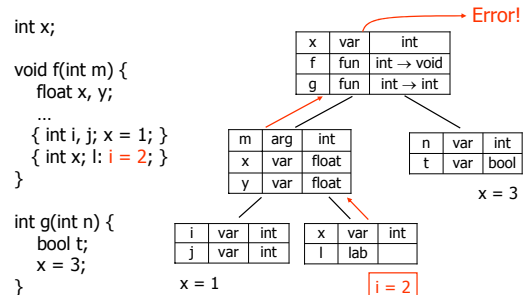 int x;
void f(int m) {
float x, y;
...
{ int i, j; x = 1; }
{ int x; l: i = 2; }
}
int g(int n) {
bool t;
x = 3;
}
Error!
x var int
f fun int → void
g fun int → int
m arg int
x var float
y var float
n var int
t var bool
x = 3
i var int
j var int
x = 1
x var int
l lab
i = 2